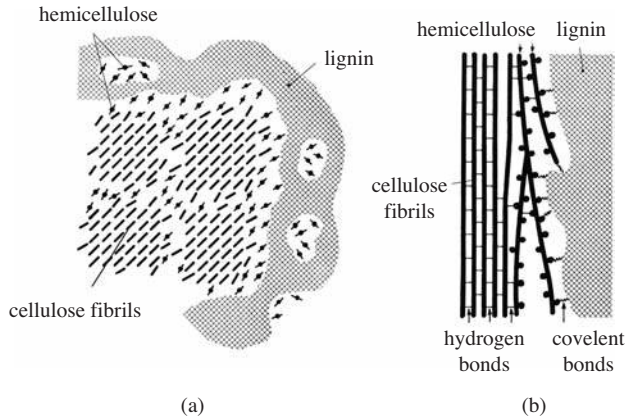 hemicellulose
lignin
cellulose fibrils
(a)
hemicellulose lignin
cellulose
fibrils
hydrogen
bonds
covelent
bonds
(b)